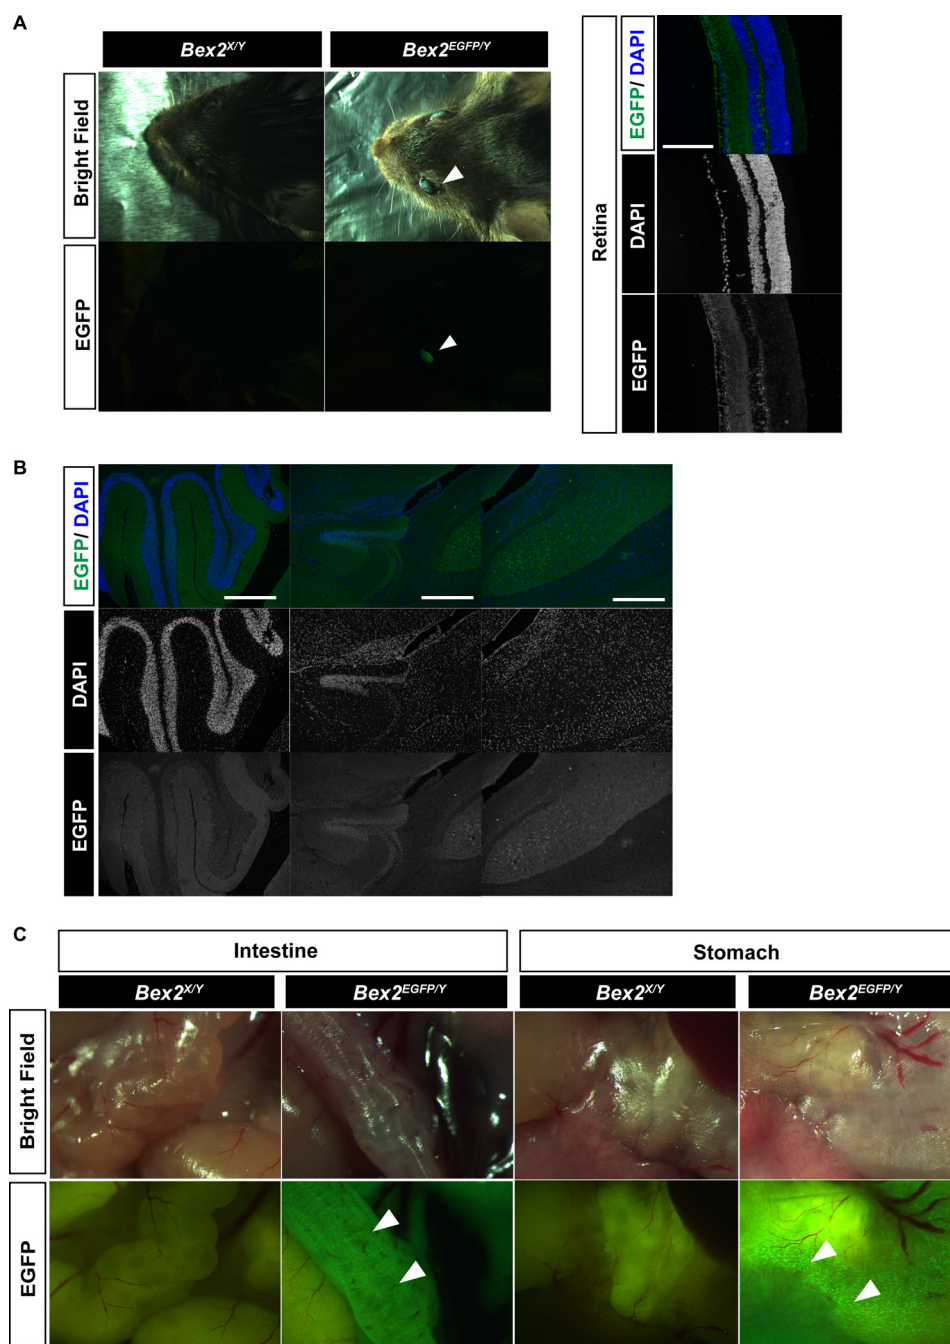 A
Bex2X/Y
Bex2EGFP/Y
Bright Field
EGFP
Retina
EGFP/ DAPI
DAPI
EGFP
B
EGFP/ DAPI
DAPI
EGFP
C
Intestine
Stomach
Bex2X/Y
Bex2EGFP/Y
Bex2X/Y
Bex2EGFP/Y
Bright Field
EGFP